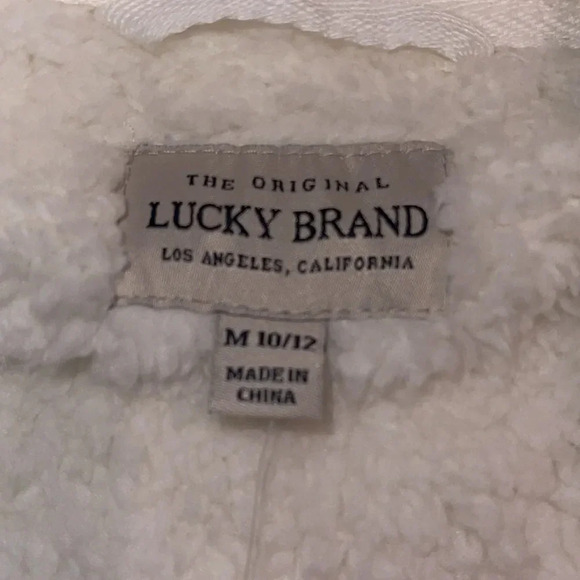 THE ORIGINAL
LUCKY BRAND
LOS ANGELES, CALIFORNIA
M 10/12
MADE IN
CHINA